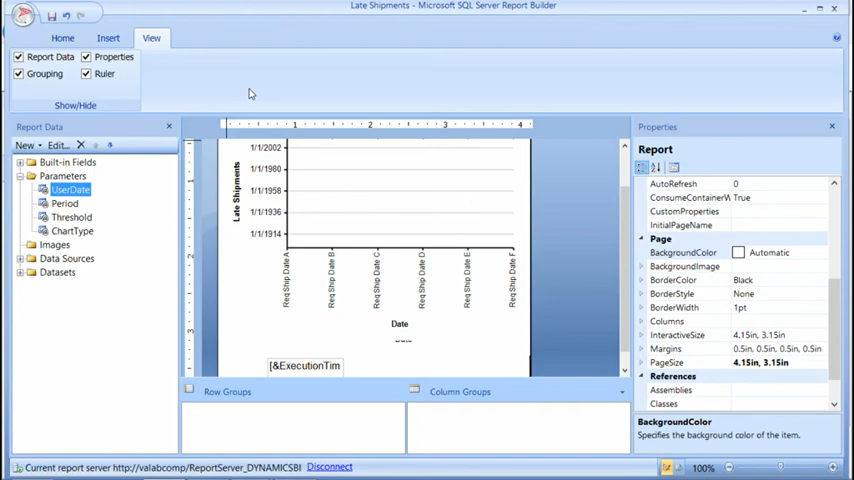 Late Shipments - Microsoft SQL Server Report Builder
Home Insert View
Report Data Properties
Grouping Ruler
Show/Hide
Report Data
New Edit...
Built-in Fields
Parameters
UserDate
Period
Threshold
ChartType
Images
Data Sources
Datasets
1 2 3 4
1 2 3
Late Shipments
1/1/2002
1/1/1980
1/1/1958
1/1/1936
1/1/1914
Req Ship Date A
Req Ship Date B
Req Ship Date C
Req Ship Date D
Req Ship Date E
Req Ship Date F
Date
[&ExecutionTim
Row Groups
Column Groups
Properties
Report
AutoRefresh 0
ConsumeContainerW True
CustomProperties
InitialPageName
Page
BackgroundColor Automatic
BackgroundImage
BorderColor Black
BorderStyle None
BorderWidth 1pt
Columns
InteractiveSize 4.15in, 3.15in
Margins 0.5in, 0.5in, 0.5in, 0.5in
PageSize 4.15in, 3.15in
References
Assemblies
Classes
BackgroundColor
Specifies the background color of the item.
Current report server http://valabcomp/ReportServer_DYNAMICSBI Disconnect
100%